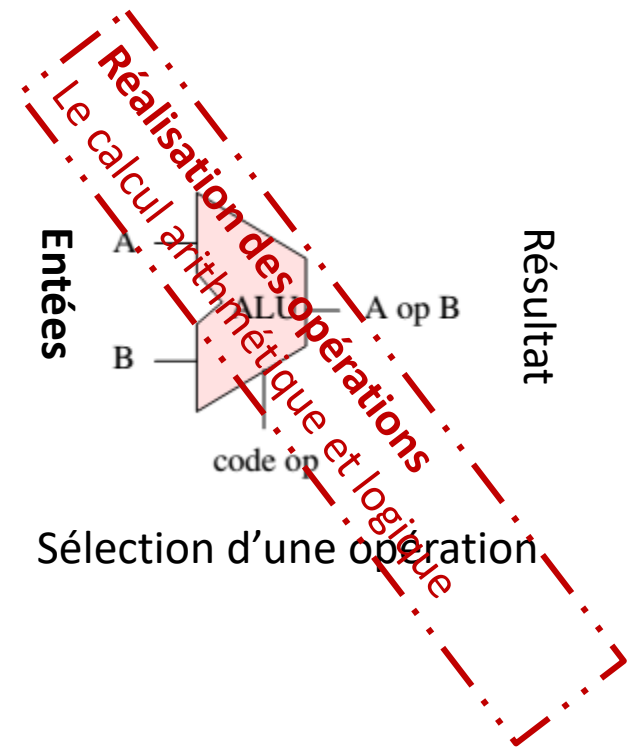 Réalisation des opérations
Le calcul arithmétique et logique
Entées
A
B
ALU
A op B
Résultat
code op
Sélection d’une opération